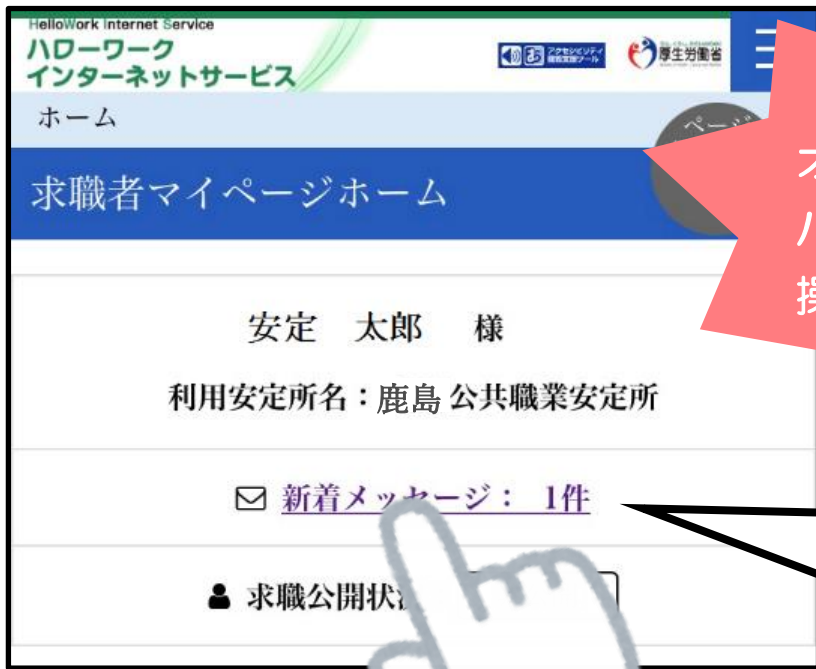 HelloWork Internet Service
ハローワーク
インターネットサービス
厚生労働省
ホーム
ページ
求職者マイページホーム
安定 太郎 様
利用安定所名：鹿島 公共職業安定所
新着メッセージ： 1件
求職公開状